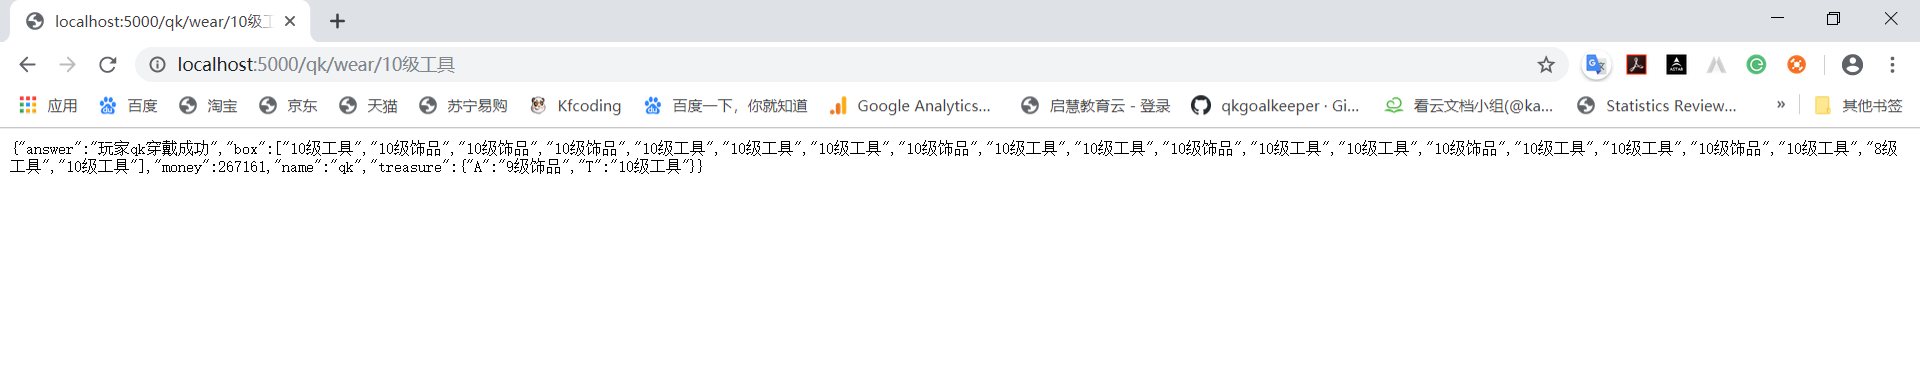 localhost:5000/qk/wear/10级工
localhost:5000/qk/wear/10级工具
应用 百度 淘宝 京东 天猫 苏宁易购 Kfcoding 百度一下，你就知道 Google Analytics... 启慧教育云 - 登录 qkgoalkeeper · Gi... 看云文档小组(@ka... Statistics Review... » 其他书签
{"answer":"玩家qk穿戴成功","box":["10级工具","10级饰品","10级饰品","10级饰品","10级工具","10级工具","10级工具","10级饰品","10级工具","10级工具","10级饰品","10级工具","10级工具","10级饰品","10级工具","10级工具","10级饰品","10级工具","8级
工具","10级工具"],"money":267161,"name":"qk","treasure":{"A":"9级饰品","T":"10级工具"}}